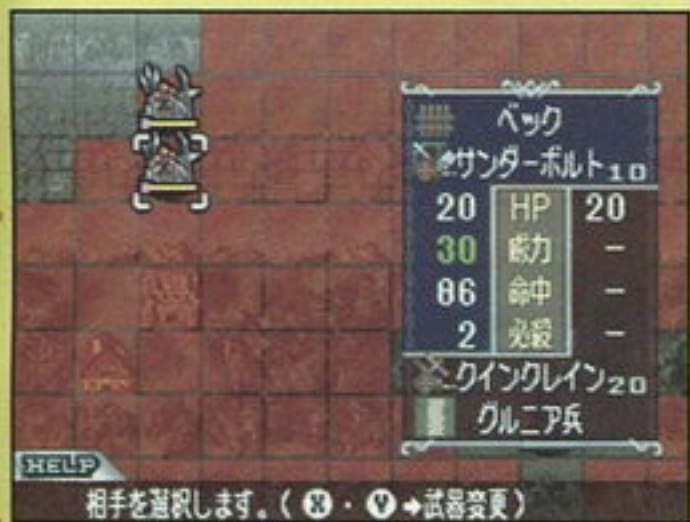 ベック
サンダーボルト10
20 HP 20
30 威力 -
86 命中 -
2 必殺 -
クインクレイン20
グルニア兵
HELP
相手を選択します。( X ・ Y →武器変更)